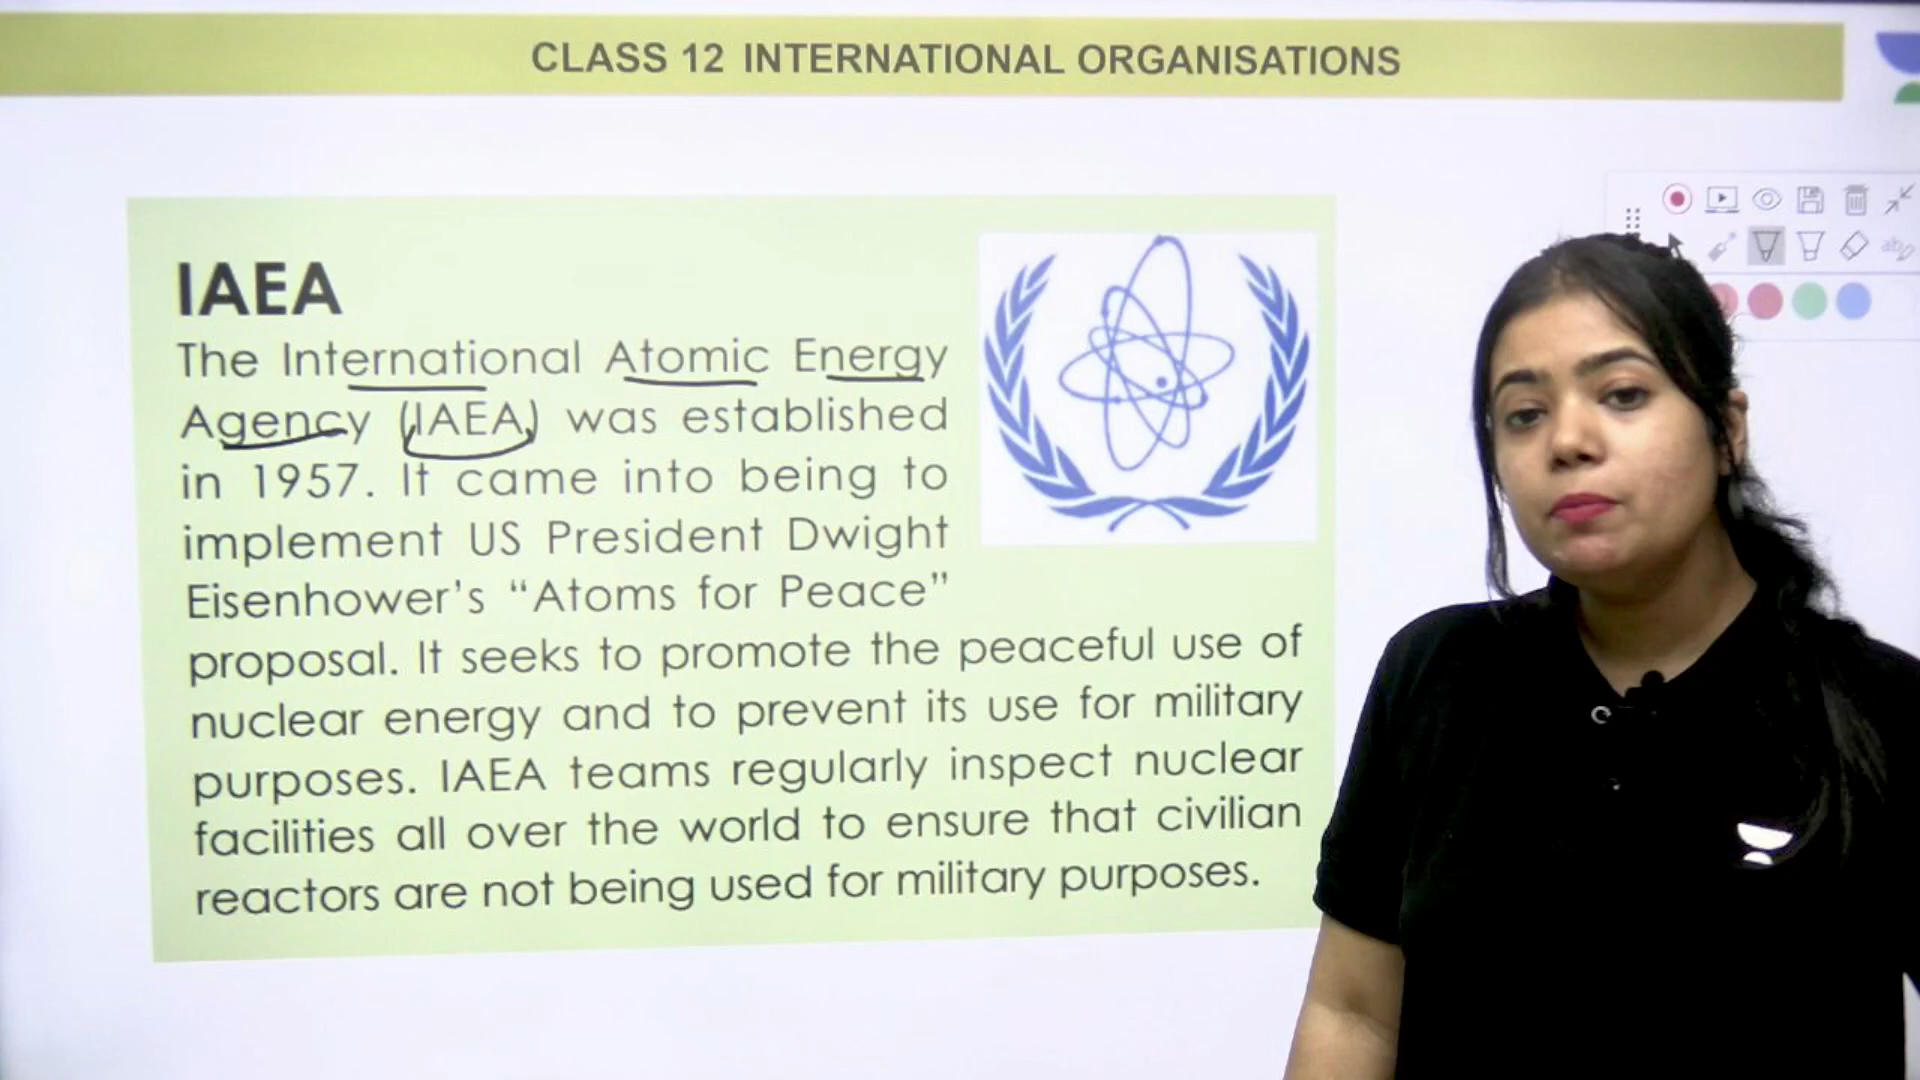 CLASS 12 INTERNATIONAL ORGANISATIONS
IAEA
The International Atomic Energy
Agency (IAEA) was established
in 1957. It came into being to
implement US President Dwight
Eisenhower's “Atoms for Peace”
proposal. It seeks to promote the peaceful use of
nuclear energy and to prevent its use for military
purposes. IAEA teams regularly inspect nuclear
facilities all over the world to ensure that civilian
reactors are not being used for military purposes.